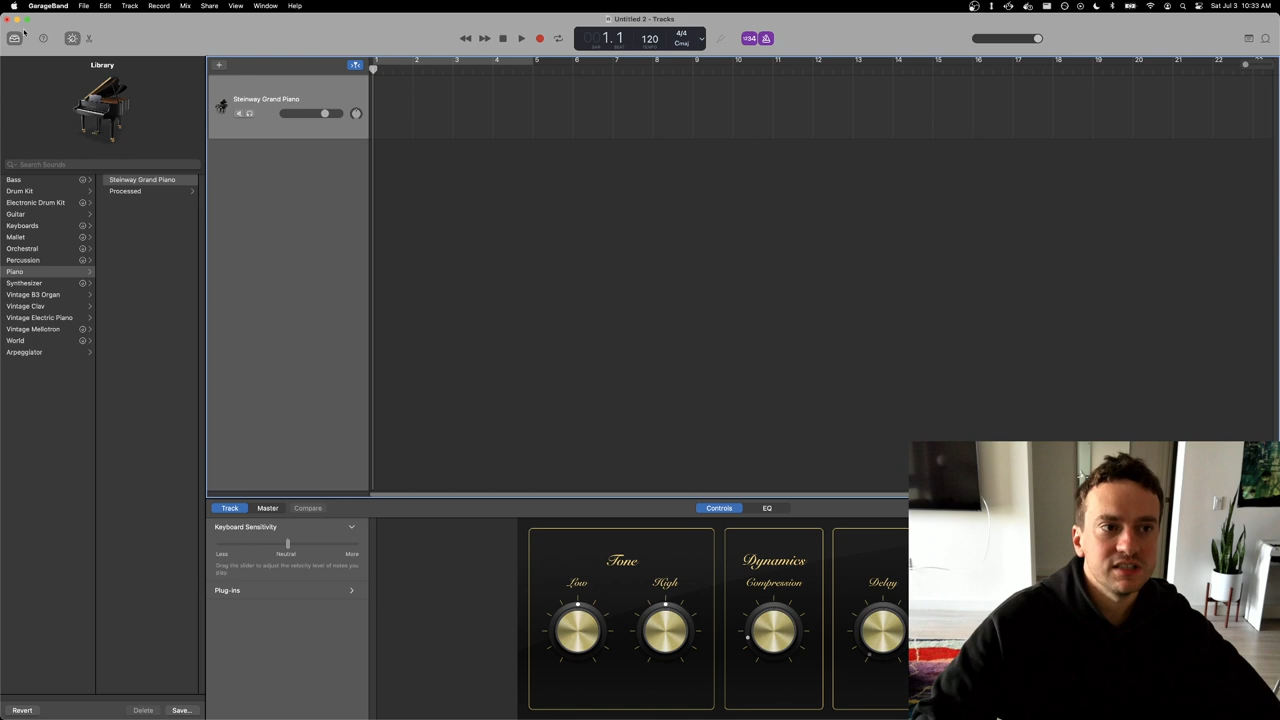 GarageBand File Edit Track Record Mix Share View Window Help
Sat Jul 3 10:33 AM
Untitled 2 - Tracks
001.1
BAR BEAT
120
TEMPO
4/4
Cmaj
1234
Library
1 2 3 4 5 6 7 8 9 10 11 12 13 14 15 16 17 18 19 20 21 22
Steinway Grand Piano
Search Sounds
Bass
Drum Kit
Electronic Drum Kit
Guitar
Keyboards
Mallet
Orchestral
Percussion
Piano
Synthesizer
Vintage B3 Organ
Vintage Clav
Vintage Electric Piano
Vintage Mellotron
World
Arpeggiator
Steinway Grand Piano
Processed
Track Master Compare
Controls EQ
Keyboard Sensitivity
Less Neutral More
Drag the slider to adjust the velocity level of notes you
play.
Plug-ins
Tone
Low High
Dynamics
Compression
Delay
Revert Delete Save...